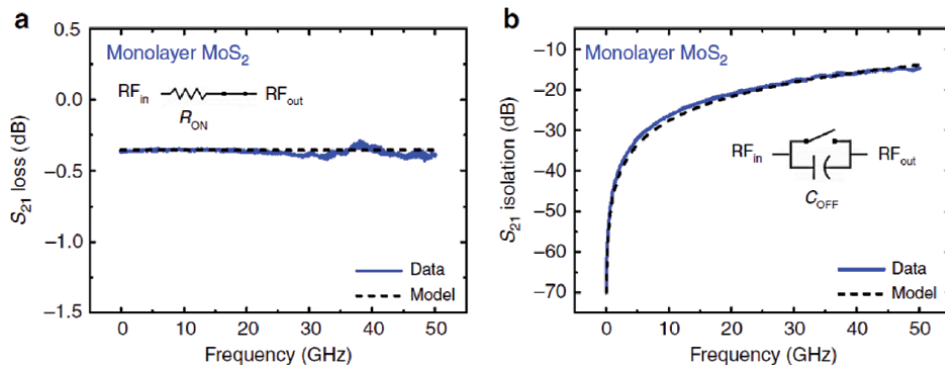 a
0.5
0.0
−0.5
−1.0
−1.5
S21 loss (dB)
Monolayer MoS2
RFin
RFout
RON
Data
Model
0 10 20 30 40 50
Frequency (GHz)
b
−10
−20
−30
−40
−50
−60
−70
S21 isolation (dB)
Monolayer MoS2
RFin
RFout
COFF
Data
Model
0 10 20 30 40 50
Frequency (GHz)